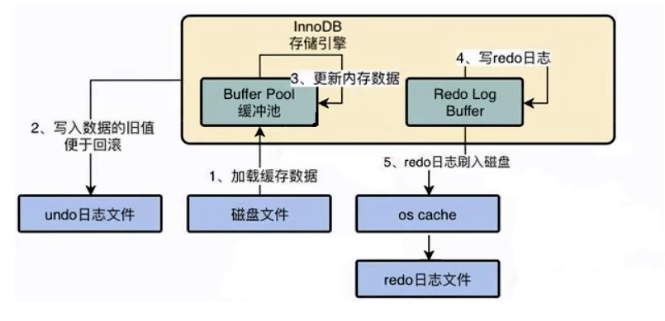 InnoDB
存储引擎
4、写redo日志
3、更新内存数据
Buffer Pool
缓冲池
Redo Log
Buffer
2、写入数据的旧值
便于回滚
5、redo日志刷入磁盘
1、加载缓存数据
undo日志文件
磁盘文件
os cache
redo日志文件